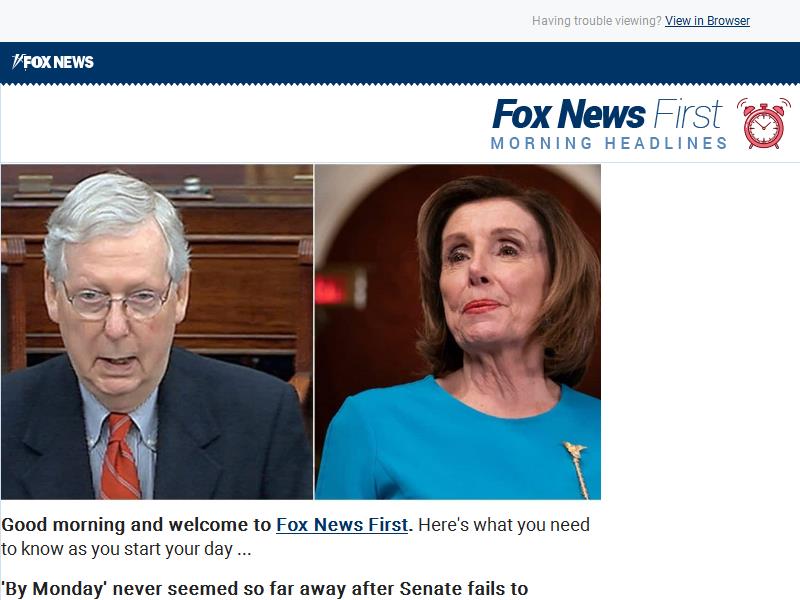 Having trouble viewing? View in Browser
FOX NEWS
Fox News First
MORNING HEADLINES
Good morning and welcome to Fox News First. Here's what you need
to know as you start your day ...
'By Monday' never seemed so far away after Senate fails to